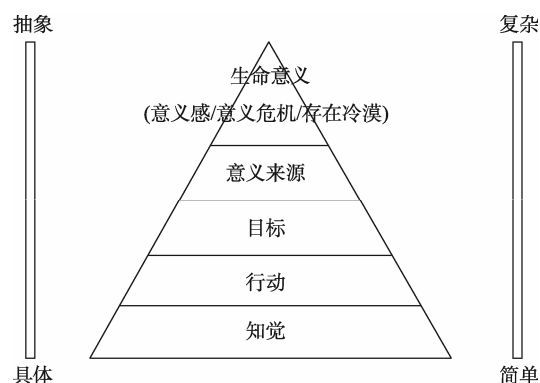 抽象
复杂
生命意义
(意义感/意义危机/存在冷漠)
意义来源
目标
行动
知觉
具体
简单